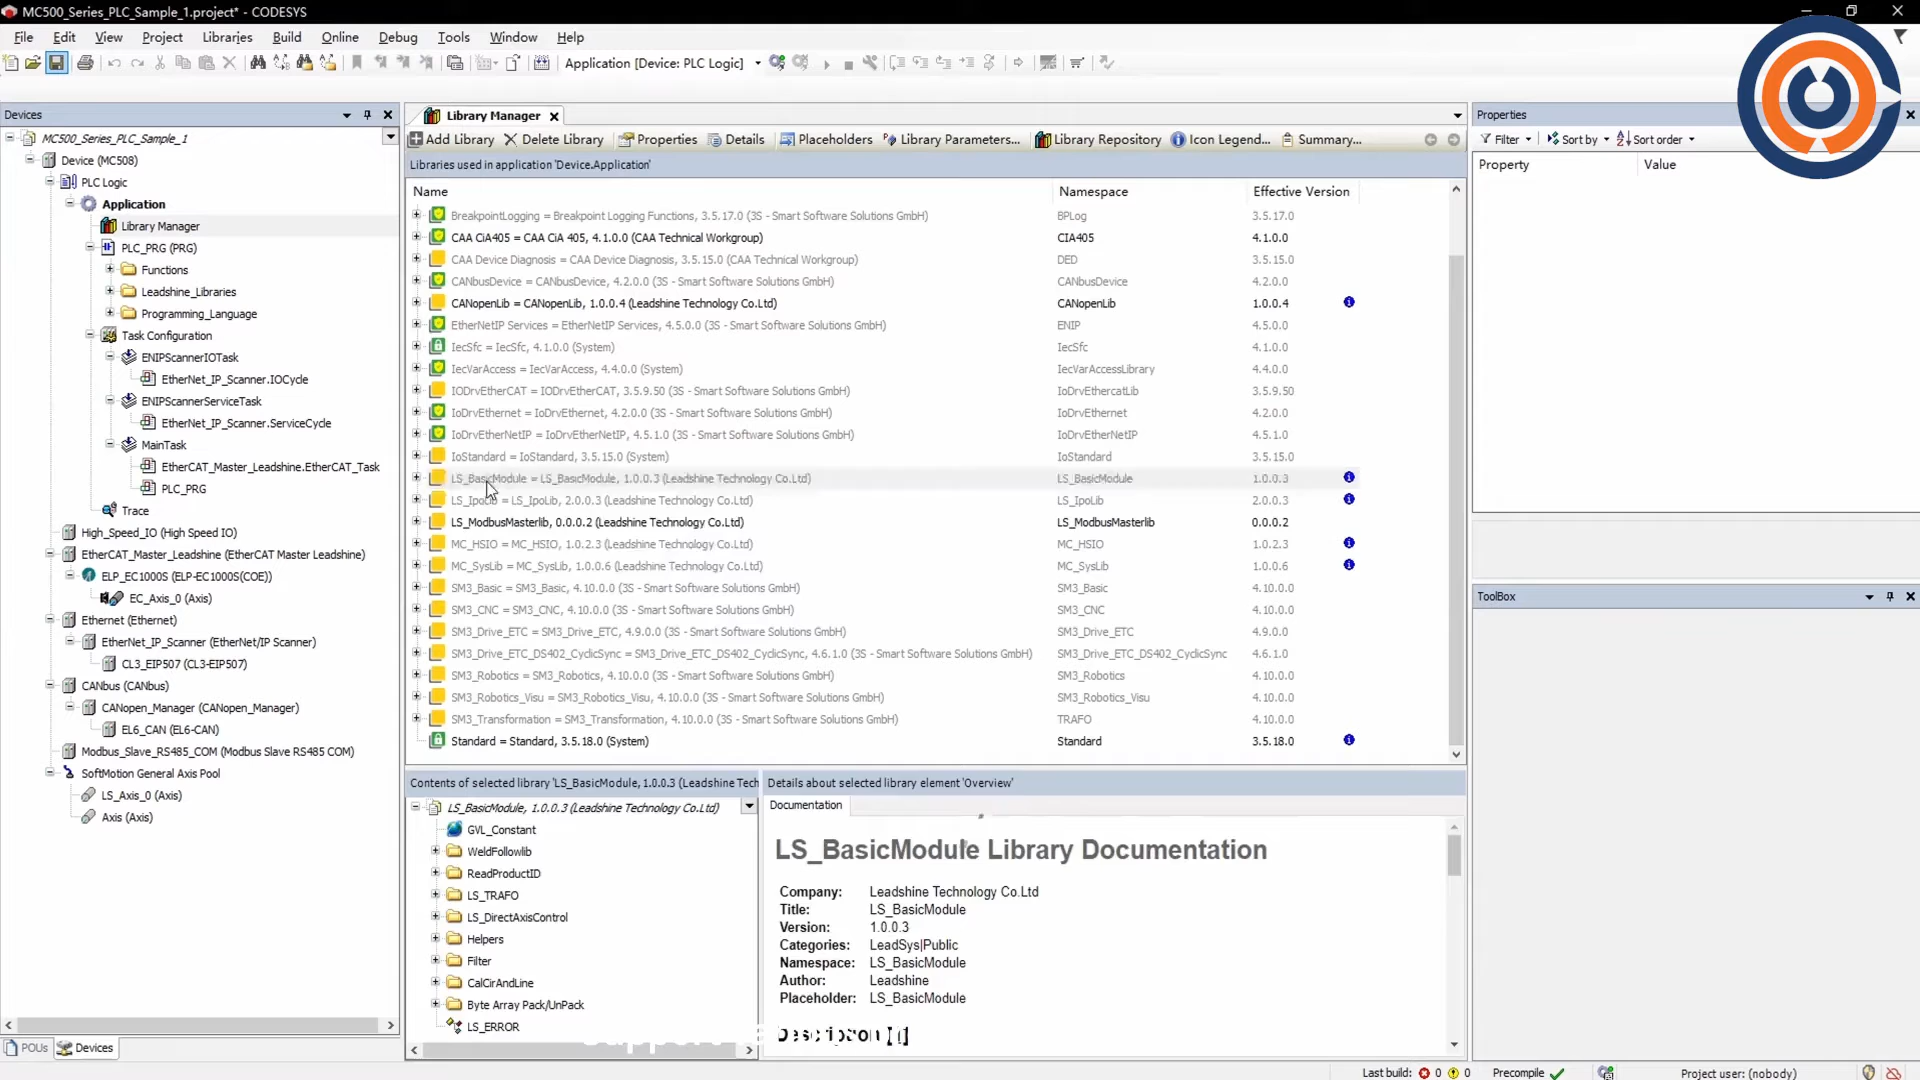 MC500_Series_PLC_Sample_1.project* - CODESYS
File Edit View Project Libraries Build Online Debug Tools Window Help
Application [Device: PLC Logic]
Devices
MC500_Series_PLC_Sample_1
Device (MC508)
PLC Logic
Application
Library Manager
PLC_PRG (PRG)
Functions
Leadshine_Libraries
Programming_Language
Task Configuration
ENIPScannerIOTask
EtherNet_IP_Scanner.IOCycle
ENIPScannerServiceTask
EtherNet_IP_Scanner.ServiceCycle
MainTask
EtherCAT_Master_Leadshine.EtherCAT_Task
PLC_PRG
Trace
High_Speed_IO (High Speed IO)
EtherCAT_Master_Leadshine (EtherCAT Master Leadshine)
ELP_EC1000S (ELP-EC1000S(COE))
EC_Axis_0 (Axis)
Ethernet (Ethernet)
EtherNet_IP_Scanner (EtherNet/IP Scanner)
CL3_EIP507 (CL3-EIP507)
CANbus (CANbus)
CANopen_Manager (CANopen_Manager)
EL6_CAN (EL6-CAN)
Modbus_Slave_RS485_COM (Modbus Slave RS485 COM)
SoftMotion General Axis Pool
LS_Axis_0 (Axis)
Axis (Axis)
POUs Devices
Library Manager
Add Library Delete Library Properties Details Placeholders Library Parameters... Library Repository Icon Legend... Summary...
Libraries used in application 'Device.Application'
Name Namespace Effective Version
BreakpointLogging = Breakpoint Logging Functions, 3.5.17.0 (3S - Smart Software Solutions GmbH) BPLog 3.5.17.0
CAA CiA405 = CAA CiA 405, 4.1.0.0 (CAA Technical Workgroup) CIA405 4.1.0.0
CAA Device Diagnosis = CAA Device Diagnosis, 3.5.15.0 (CAA Technical Workgroup) DED 3.5.15.0
CANbusDevice = CANbusDevice, 4.2.0.0 (3S - Smart Software Solutions GmbH) CANbusDevice 4.2.0.0
CANopenLib = CANopenLib, 1.0.0.4 (Leadshine Technology Co.Ltd) CANopenLib 1.0.0.4
EtherNetIP Services = EtherNetIP Services, 4.5.0.0 (3S - Smart Software Solutions GmbH) ENIP 4.5.0.0
IecSfc = IecSfc, 4.1.0.0 (System) IecSfc 4.1.0.0
IecVarAccess = IecVarAccess, 4.4.0.0 (System) IecVarAccessLibrary 4.4.0.0
IODrvEtherCAT = IODrvEtherCAT, 3.5.9.50 (3S - Smart Software Solutions GmbH) IoDrvEthercatLib 3.5.9.50
IoDrvEthernet = IoDrvEthernet, 4.2.0.0 (3S - Smart Software Solutions GmbH) IoDrvEthernet 4.2.0.0
IoDrvEtherNetIP = IoDrvEtherNetIP, 4.5.1.0 (3S - Smart Software Solutions GmbH) IoDrvEtherNetIP 4.5.1.0
IoStandard = IoStandard, 3.5.15.0 (System) IoStandard 3.5.15.0
LS_BasicModule = LS_BasicModule, 1.0.0.3 (Leadshine Technology Co.Ltd) LS_BasicModule 1.0.0.3
LS_IpoLib = LS_IpoLib, 2.0.0.3 (Leadshine Technology Co.Ltd) LS_IpoLib 2.0.0.3
LS_ModbusMasterlib, 0.0.0.2 (Leadshine Technology Co.Ltd) LS_ModbusMasterlib 0.0.0.2
MC_HSIO = MC_HSIO, 1.0.2.3 (Leadshine Technology Co.Ltd) MC_HSIO 1.0.2.3
MC_SysLib = MC_SysLib, 1.0.0.6 (Leadshine Technology Co.Ltd) MC_SysLib 1.0.0.6
SM3_Basic = SM3_Basic, 4.10.0.0 (3S - Smart Software Solutions GmbH) SM3_Basic 4.10.0.0
SM3_CNC = SM3_CNC, 4.10.0.0 (3S - Smart Software Solutions GmbH) SM3_CNC 4.10.0.0
SM3_Drive_ETC = SM3_Drive_ETC, 4.9.0.0 (3S - Smart Software Solutions GmbH) SM3_Drive_ETC 4.9.0.0
SM3_Drive_ETC_DS402_CyclicSync = SM3_Drive_ETC_DS402_CyclicSync, 4.6.1.0 (3S - Smart Software Solutions GmbH) SM3_Drive_ETC_DS402_CyclicSync 4.6.1.0
SM3_Robotics = SM3_Robotics, 4.10.0.0 (3S - Smart Software Solutions GmbH) SM3_Robotics 4.10.0.0
SM3_Robotics_Visu = SM3_Robotics_Visu, 4.10.0.0 (3S - Smart Software Solutions GmbH) SM3_Robotics_Visu 4.10.0.0
SM3_Transformation = SM3_Transformation, 4.10.0.0 (3S - Smart Software Solutions GmbH) TRAFO 4.10.0.0
Standard = Standard, 3.5.18.0 (System) Standard 3.5.18.0
Contents of selected library 'LS_BasicModule, 1.0.0.3 (Leadshine Tech
LS_BasicModule, 1.0.0.3 (Leadshine Technology Co.Ltd)
GVL_Constant
WeldFollowlib
ReadProductID
LS_TRAFO
LS_DirectAxisControl
Helpers
Filter
CalCirAndLine
Byte Array Pack/UnPack
LS_ERROR
Details about selected library element 'Overview'
Documentation
LS_BasicModule Library Documentation
Company: Leadshine Technology Co.Ltd
Title: LS_BasicModule
Version: 1.0.0.3
Categories: LeadSys|Public
Namespace: LS_BasicModule
Author: Leadshine
Placeholder: LS_BasicModule
Description
Properties
Filter Sort by Sort order
Property Value
ToolBox
Last build: 0 0 Precompile Project user: (nobody)